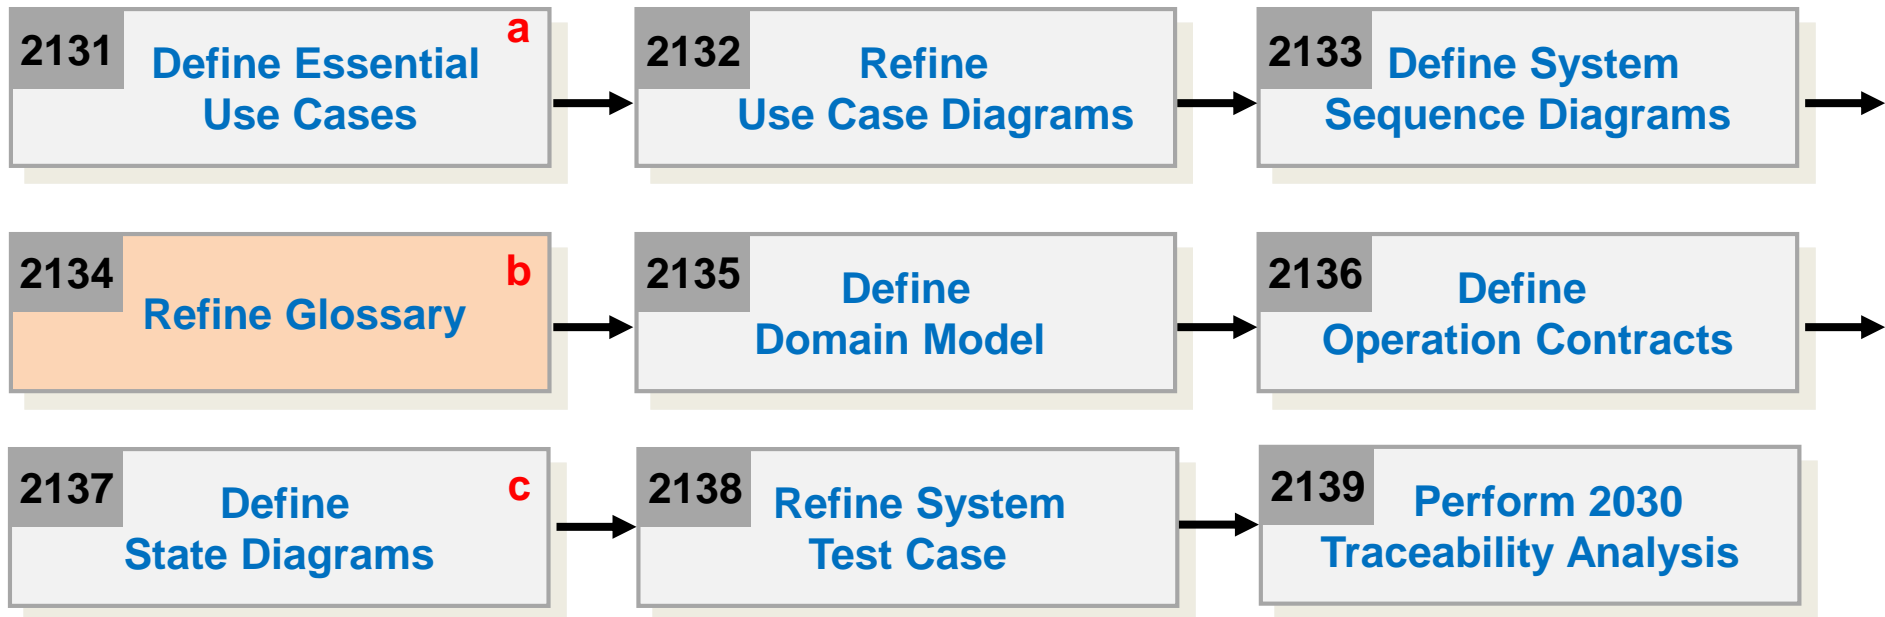 2131
a
Define Essential
Use Cases
2132
Refine
Use Case Diagrams
2133
Define System
Sequence Diagrams
2134
b
Refine Glossary
2135
Define
Domain Model
2136
Define
Operation Contracts
2137
c
Define
State Diagrams
2138
Refine System
Test Case
2139
Perform 2030
Traceability Analysis